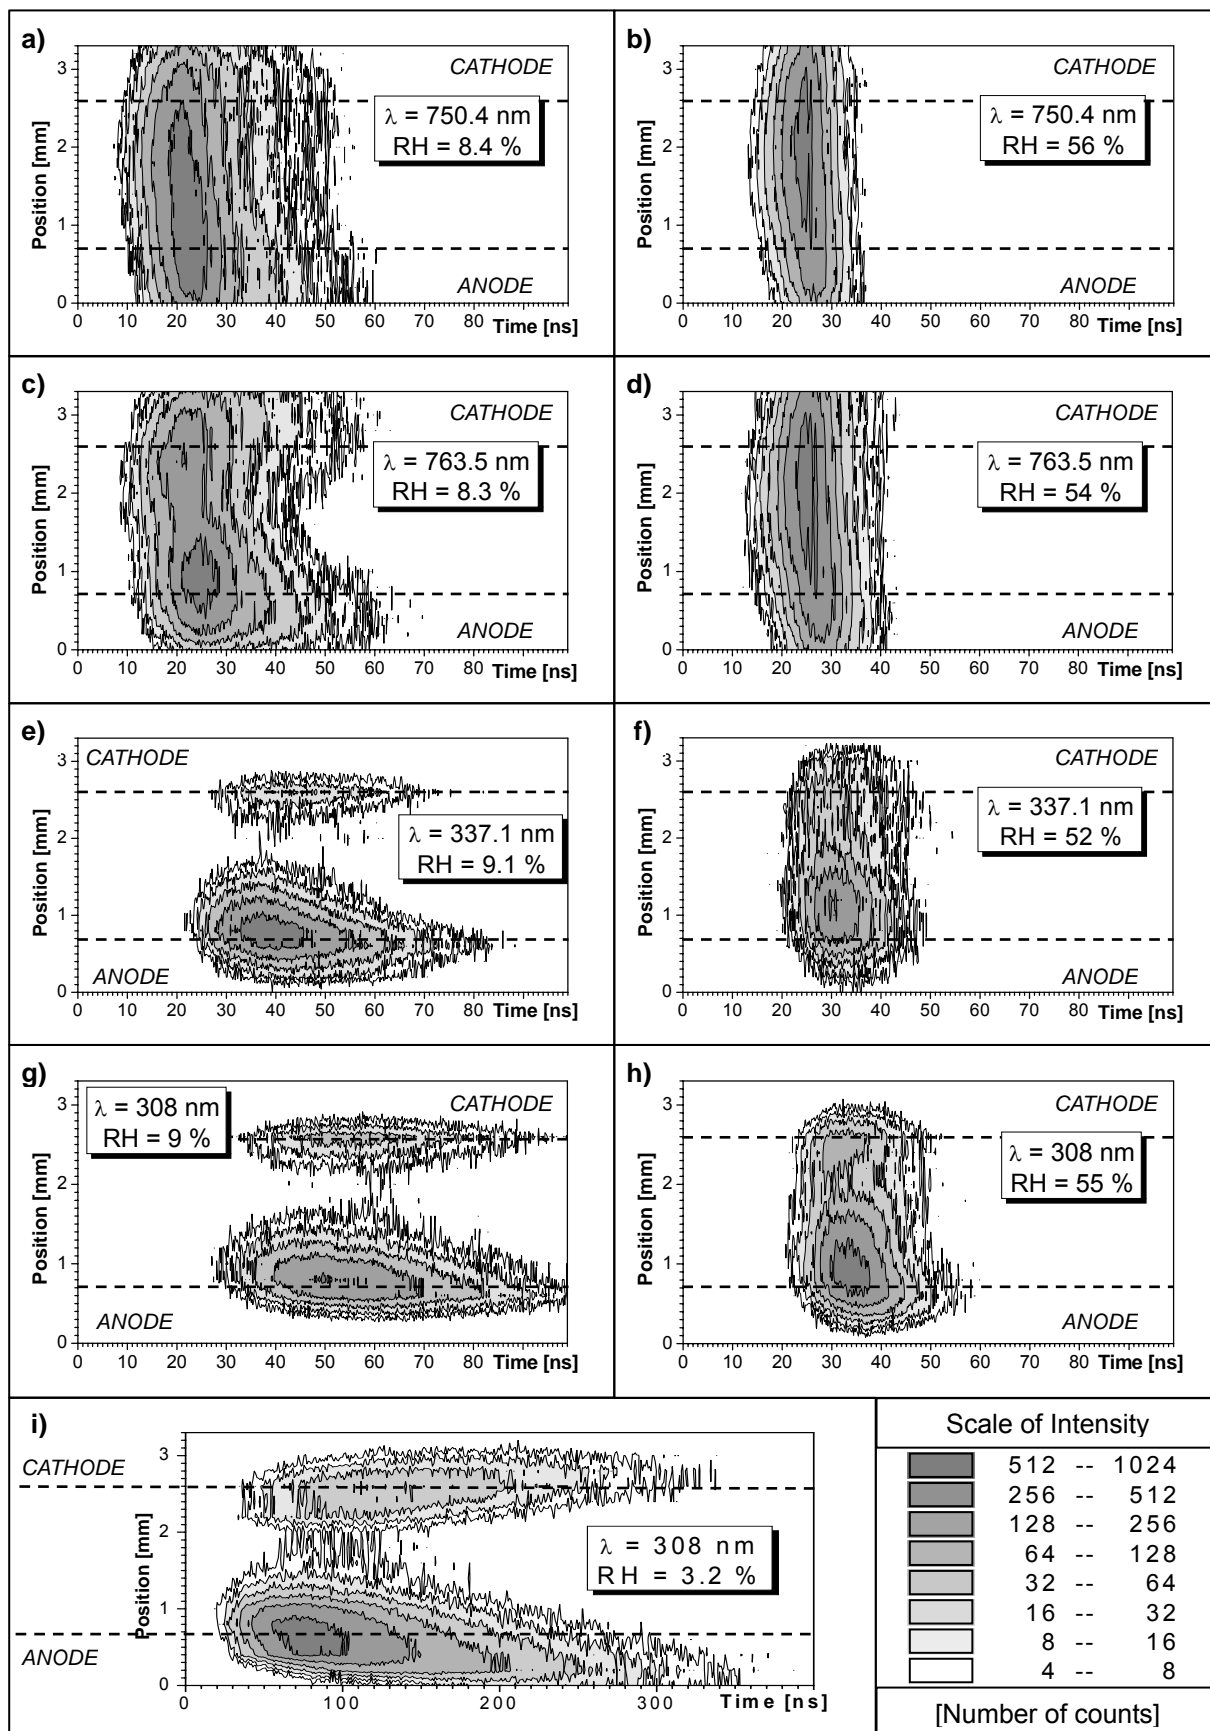 a)
CATHODE
λ = 750.4 nm
RH = 8.4 %
ANODE
Position [mm]
3
2
1
0
0 10 20 30 40 50 60 70 80 Time [ns]
b)
CATHODE
λ = 750.4 nm
RH = 56 %
ANODE
Position [mm]
3
2
1
0
0 10 20 30 40 50 60 70 80 Time [ns]
c)
CATHODE
λ = 763.5 nm
RH = 8.3 %
ANODE
Position [mm]
3
2
1
0
0 10 20 30 40 50 60 70 80 Time [ns]
d)
CATHODE
λ = 763.5 nm
RH = 54 %
ANODE
Position [mm]
3
2
1
0
0 10 20 30 40 50 60 70 80 Time [ns]
e)
CATHODE
λ = 337.1 nm
RH = 9.1 %
ANODE
Position [mm]
3
2
1
0
0 10 20 30 40 50 60 70 80 Time [ns]
f)
CATHODE
λ = 337.1 nm
RH = 52 %
ANODE
Position [mm]
3
2
1
0
0 10 20 30 40 50 60 70 80 Time [ns]
g)
λ = 308 nm
RH = 9 %
CATHODE
ANODE
Position [mm]
3
2
1
0
0 10 20 30 40 50 60 70 80 Time [ns]
h)
CATHODE
λ = 308 nm
RH = 55 %
ANODE
Position [mm]
3
2
1
0
0 10 20 30 40 50 60 70 80 Time [ns]
i)
CATHODE
λ = 308 nm
RH = 3.2 %
ANODE
Position [mm]
3
2
1
0
0 100 200 300 Time [ns]
Scale of Intensity
512 -- 1024
256 -- 512
128 -- 256
64 -- 128
32 -- 64
16 -- 32
8 -- 16
4 -- 8
[Number of counts]